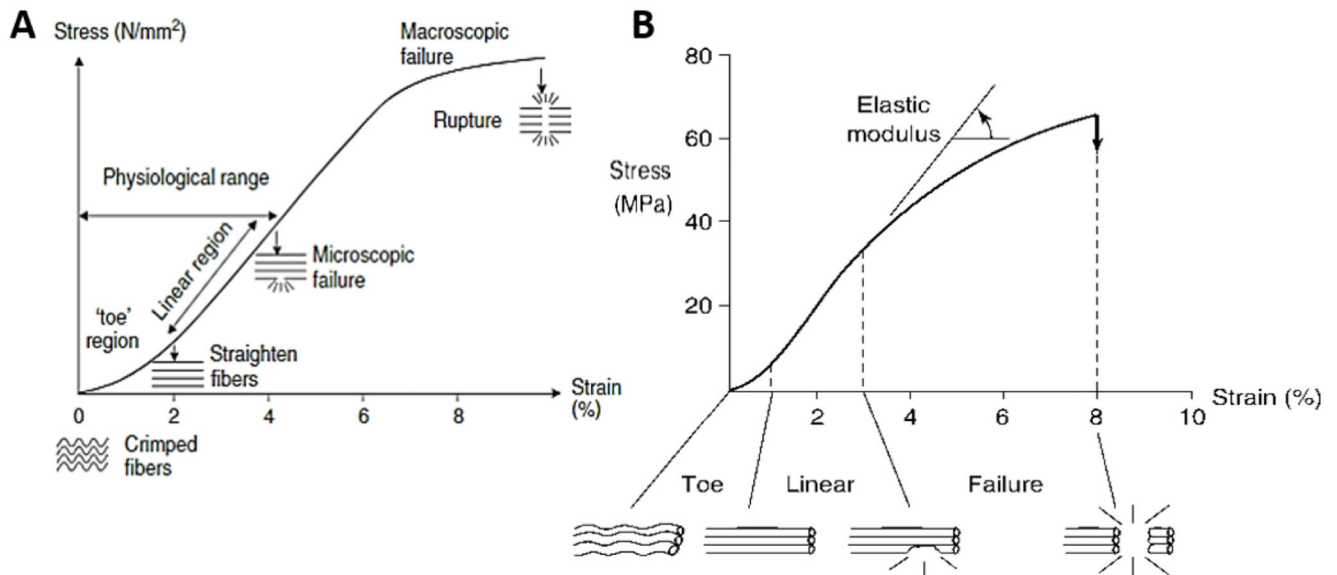 A
Stress (N/mm²)
Macroscopic
failure
Rupture
Physiological range
Linear region
Microscopic
failure
'toe'
region
Straighten
fibers
Strain
(%)
0
2
4
6
8
Crimped
fibers
B
80
60
40
20
Stress
(MPa)
Elastic
modulus
2
4
6
8
10
Strain (%)
Toe
Linear
Failure